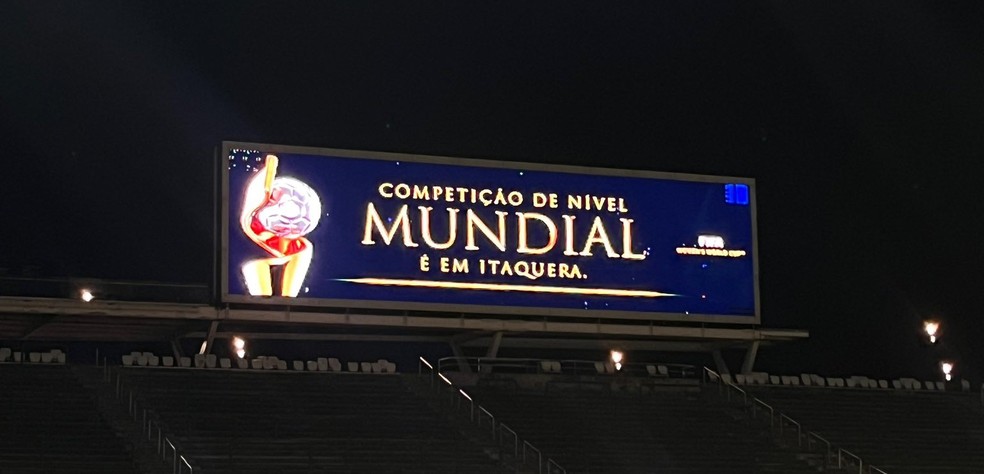 COMPETIÇÃO DE NÍVEL
MUNDIAL
É EM ITAQUERA.
FIFA